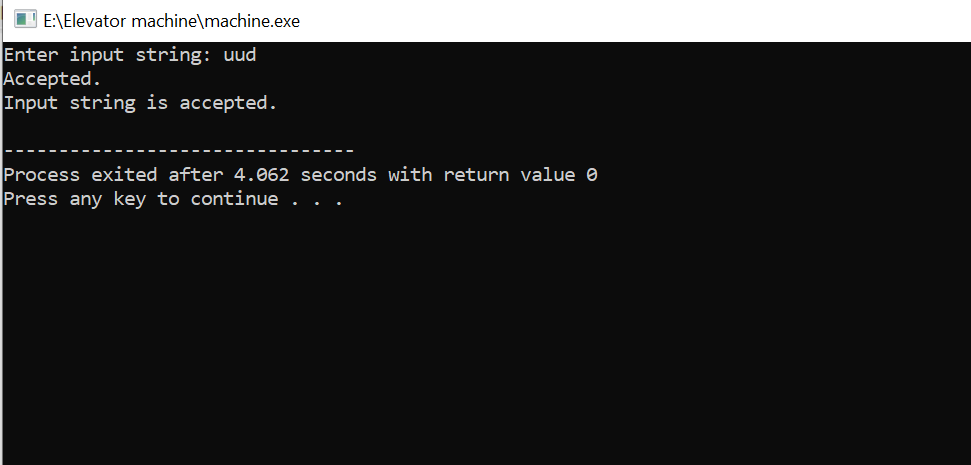 E:\Elevator machine\machine.exe
Enter input string: uud
Accepted.
Input string is accepted.
--------------------------------
Process exited after 4.062 seconds with return value 0
Press any key to continue . . .